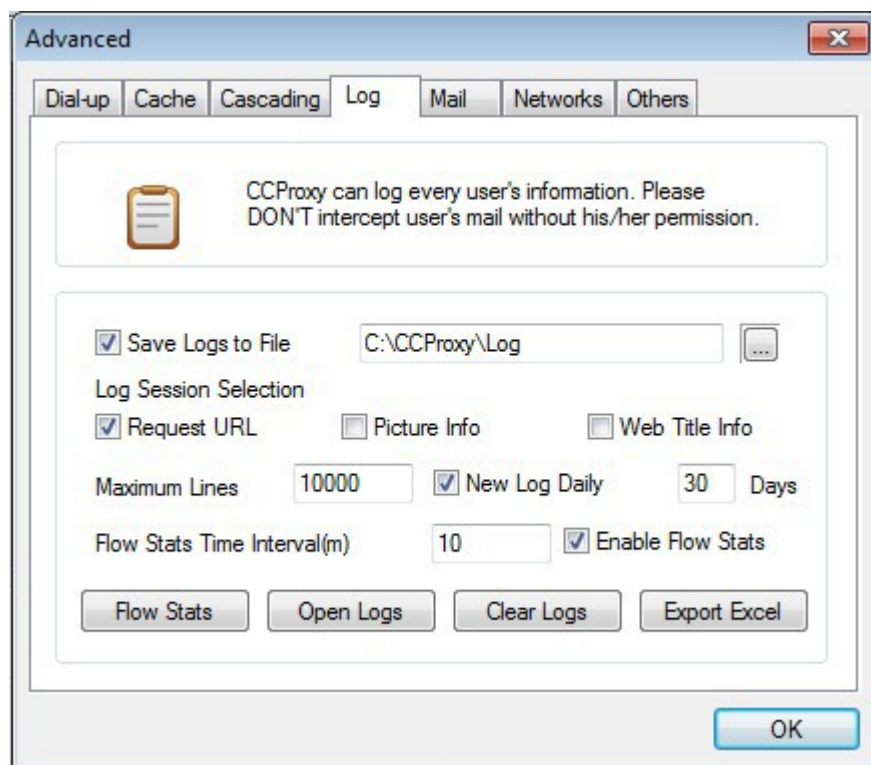 Advanced
Dial-up Cache Cascading Log Mail Networks Others
CCProxy can log every user's information. Please
DON'T intercept user's mail without his/her permission.
Save Logs to File C:\CCProxy\Log ...
Log Session Selection
Request URL Picture Info Web Title Info
Maximum Lines 10000 New Log Daily 30 Days
Flow Stats Time Interval(m) 10 Enable Flow Stats
Flow Stats Open Logs Clear Logs Export Excel
OK